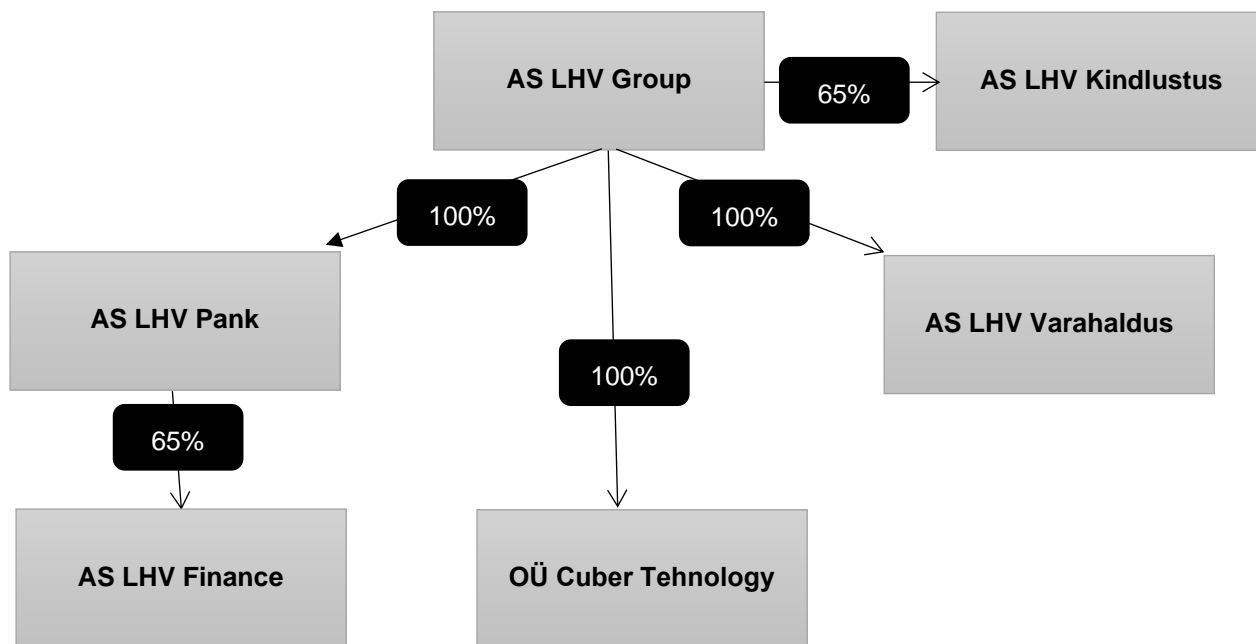 AS LHV Group
65%
AS LHV Kindlustus
100%
100%
AS LHV Pank
AS LHV Varahaldus
100%
65%
AS LHV Finance
OÜ Cuber Tehnology